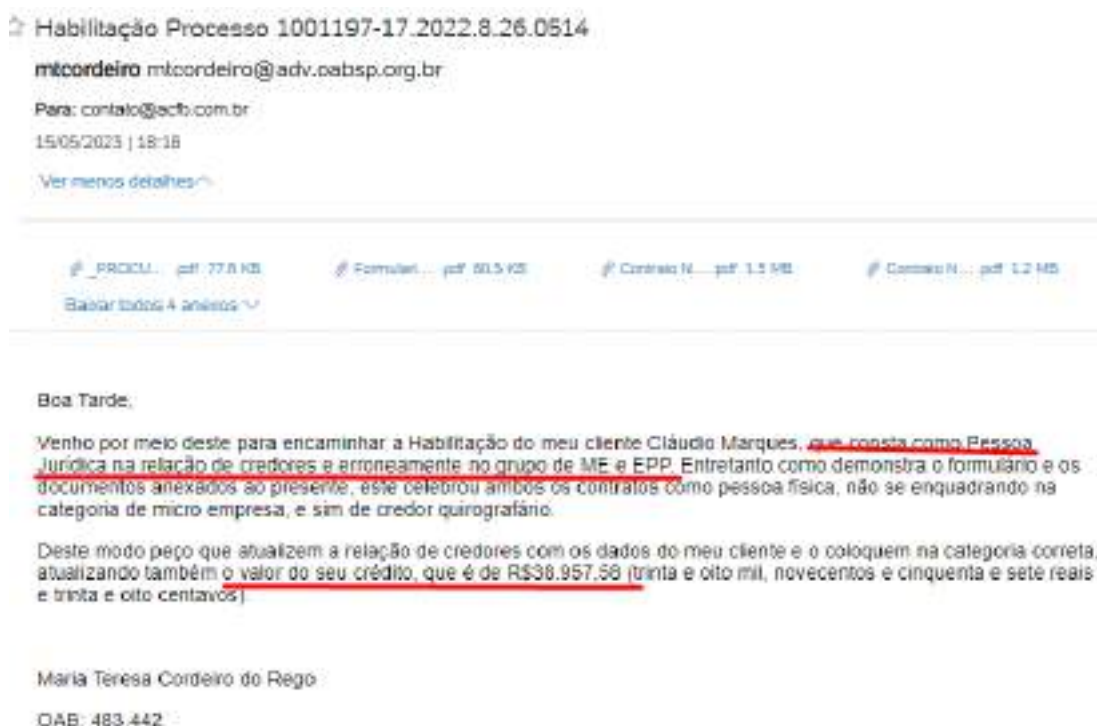 Habilitação Processo 1001197-17.2022.8.26.0514
mtcordeiro mtcordeiro@adv.oabsp.org.br
Para: contato@acfb.com.br
15/05/2023 | 18:18
Ver menos detalhes
_PROCU... .pdf 77.8 KB
Formulari... .pdf 80.5 KB
Contrato N... .pdf 1.3 MB
Contrato N... .pdf 1.2 MB
Baixar todos 4 anexos
Boa Tarde,
Venho por meio deste para encaminhar a Habilitação do meu cliente Cláudio Marques, que consta como Pessoa
Jurídica na relação de credores e erroneamente no grupo de ME e EPP. Entretanto como demonstra o formulário e os
documentos anexados ao presente, este celebrou ambos os contratos como pessoa física, não se enquadrando na
categoria de micro empresa, e sim de credor quirografário.
Deste modo peço que atualizem a relação de credores com os dados do meu cliente e o coloquem na categoria correta,
atualizando também o valor do seu crédito, que é de (trinta e oito mil, novecentos e cinquenta e sete reais
e trinta e oito centavos)
Maria Teresa Cordeiro do Rego
OAB: 483.442